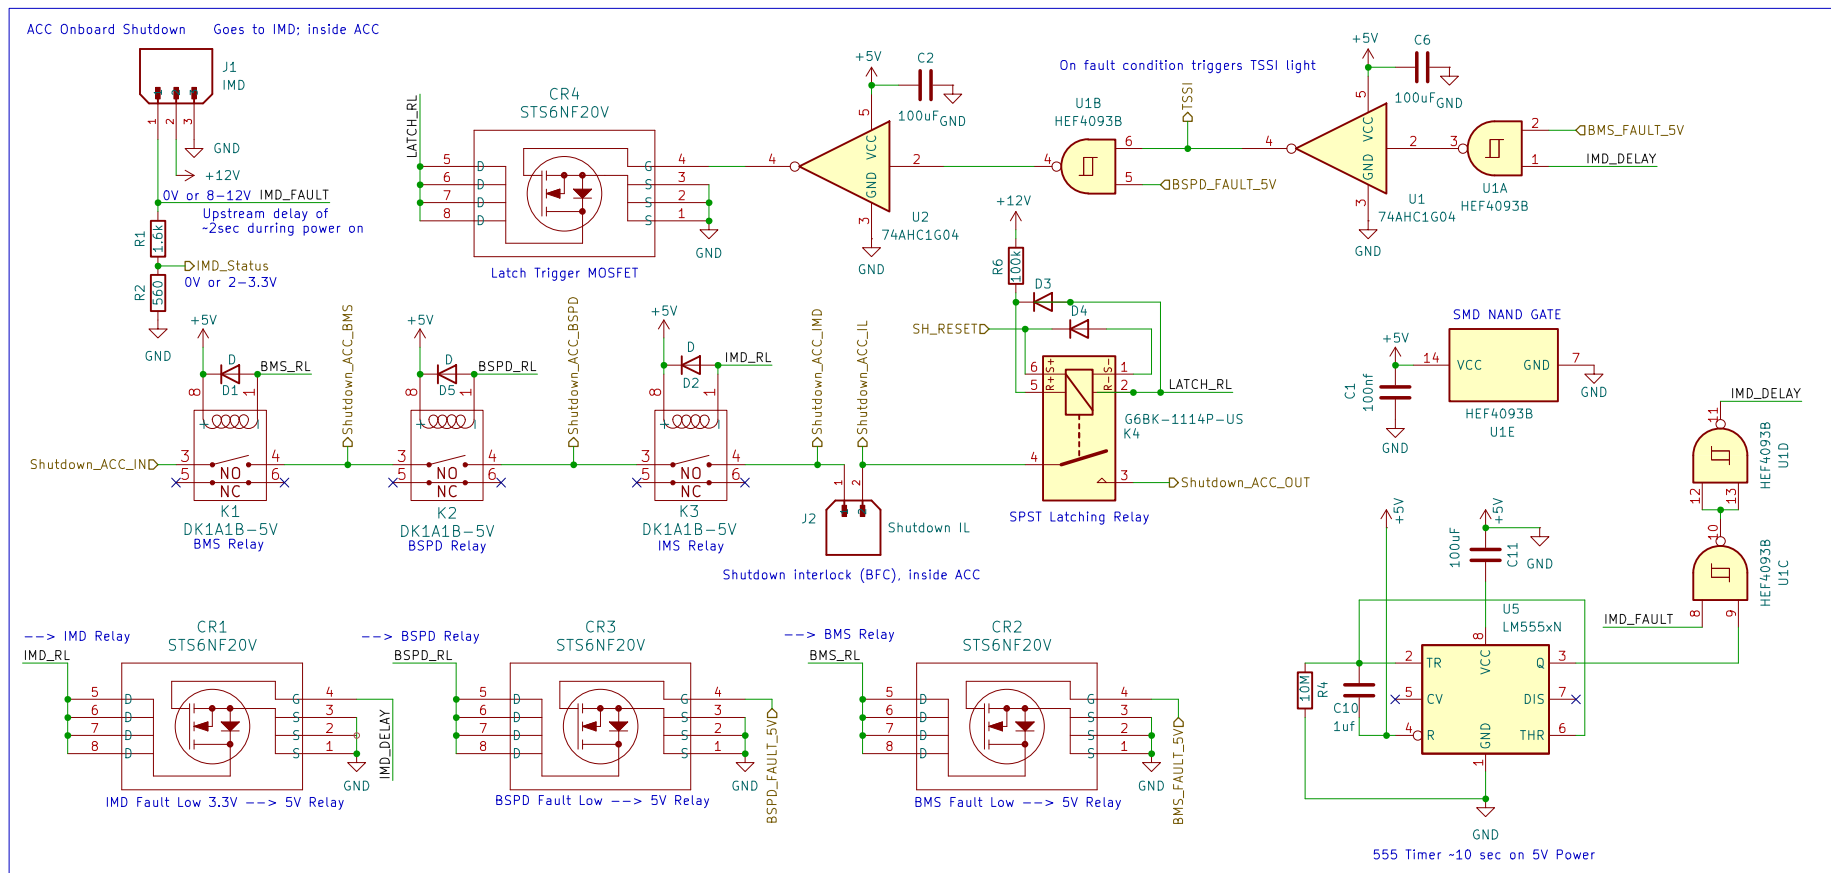 ACC Onboard Shutdown
Goes to IMD; inside ACC
J1
IMD
1
2
3
GND
+12V
0V or 8-12V
IMD_FAULT
Upstream delay of
~2sec durring power on
R1
1.6k
IMD_Status
0V or 2-3.3V
R2
560
GND
LATCH_RL
CR4
STS6NF20V
5
6
7
8
D
D
D
D
G
S
S
S
4
3
2
1
GND
Latch Trigger MOSFET
+5V
C2
100uF
GND
5
VCC
GND
4
2
3
U2
74AHC1G04
GND
U1B
HEF4093B
4
6
5
BSPD_FAULT_5V
On fault condition triggers TSSI light
TSSI
+5V
C6
100uF
GND
5
VCC
GND
4
2
3
U1
74AHC1G04
GND
3
2
1
U1A
HEF4093B
BMS_FAULT_5V
IMD_DELAY
+5V
D
D1
BMS_RL
8
1
+
-
Shutdown_ACC_IN
3
4
5
6
NO
NC
K1
DK1A1B-5V
BMS Relay
Shutdown_ACC_BMS
+5V
D
D5
BSPD_RL
8
1
+
-
3
4
5
6
NO
NC
K2
DK1A1B-5V
BSPD Relay
Shutdown_ACC_BSPD
+5V
D
D2
IMD_RL
8
1
+
-
3
4
5
6
NO
NC
K3
DK1A1B-5V
IMS Relay
Shutdown_ACC_IMD
Shutdown_ACC_IL
1
2
J2
Shutdown IL
Shutdown interlock (BFC), inside ACC
+12V
R6
100k
D3
D4
SH_RESET
6
5
S+
R+
S-
R-
1
2
LATCH_RL
G6BK-1114P-US
K4
4
3
Shutdown_ACC_OUT
SPST Latching Relay
SMD NAND GATE
+5V
14
VCC
GND
7
GND
C1
100nf
GND
HEF4093B
U1E
IMD_DELAY
11
12
13
HEF4093B
U1D
10
8
9
HEF4093B
U1C
IMD_FAULT
+5V
+5V
100uF
C11
GND
U5
LM555xN
8
VCC
2
TR
5
CV
4
R
Q
3
DIS
7
THR
6
GND
1
10M
R4
C10
1uf
GND
555 Timer ~10 sec on 5V Power
--> IMD Relay
IMD_RL
CR1
STS6NF20V
5
6
7
8
D
D
D
D
G
S
S
S
4
3
2
1
IMD_DELAY
GND
IMD Fault Low 3.3V --> 5V Relay
--> BSPD Relay
BSPD_RL
CR3
STS6NF20V
5
6
7
8
D
D
D
D
G
S
S
S
4
3
2
1
BSPD_FAULT_5V
GND
BSPD Fault Low --> 5V Relay
--> BMS Relay
BMS_RL
CR2
STS6NF20V
5
6
7
8
D
D
D
D
G
S
S
S
4
3
2
1
BMS_FAULT_5V
GND
BMS Fault Low --> 5V Relay